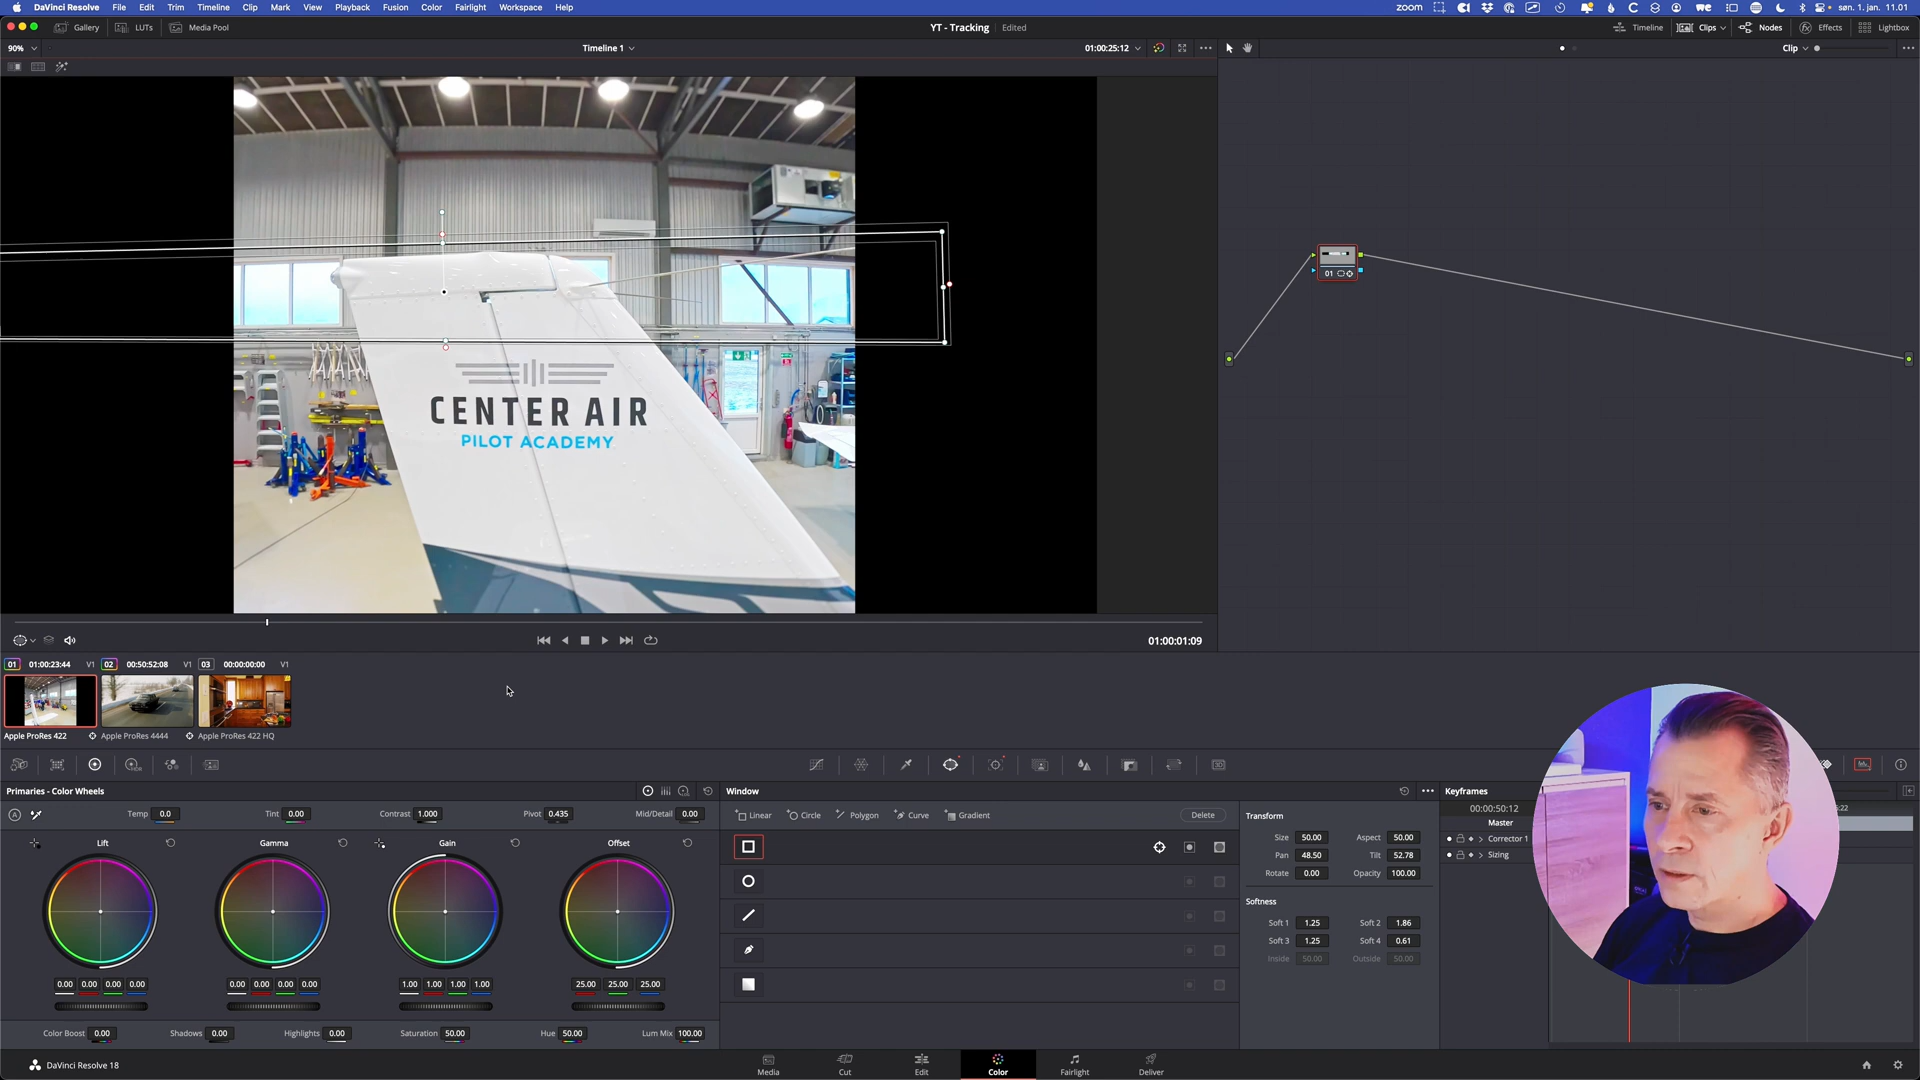 DaVinci Resolve File Edit Trim Timeline Clip Mark View Playback Fusion Color Fairlight Workspace Help
zoom søn. 1. jan. 11.01
Gallery LUTs Media Pool
YT - Tracking Edited
Timeline Clips Nodes Effects Lightbox
90% Timeline 1 01:00:25:12
Clip
CENTER AIR
PILOT ACADEMY
01
01:00:01:09
01 01:00:23:44 V1 02 00:50:52:08 V1 03 00:00:00:00 V1
Apple ProRes 422 Apple ProRes 4444 Apple ProRes 422 HQ
Primaries - Color Wheels
Temp 0.0 Tint 0.00 Contrast 1.000 Pivot 0.435 Mid/Detail 0.00
Lift Gamma Gain Offset
0.00 0.00 0.00 0.00 0.00 0.00 0.00 0.00 1.00 1.00 1.00 1.00 25.00 25.00 25.00
Color Boost 0.00 Shadows 0.00 Highlights 0.00 Saturation 50.00 Hue 50.00 Lum Mix 100.00
Window
Linear Circle Polygon Curve Gradient Delete
Transform
Size 50.00 Aspect 50.00
Pan 48.50 Tilt 52.78
Rotate 0.00 Opacity 100.00
Softness
Soft 1 1.25 Soft 2 1.86
Soft 3 1.25 Soft 4 0.61
Inside 50.00 Outside 50.00
Keyframes
00:00:50:12
Master
Corrector 1
Sizing
DaVinci Resolve 18
Media Cut Edit Color Fairlight Deliver